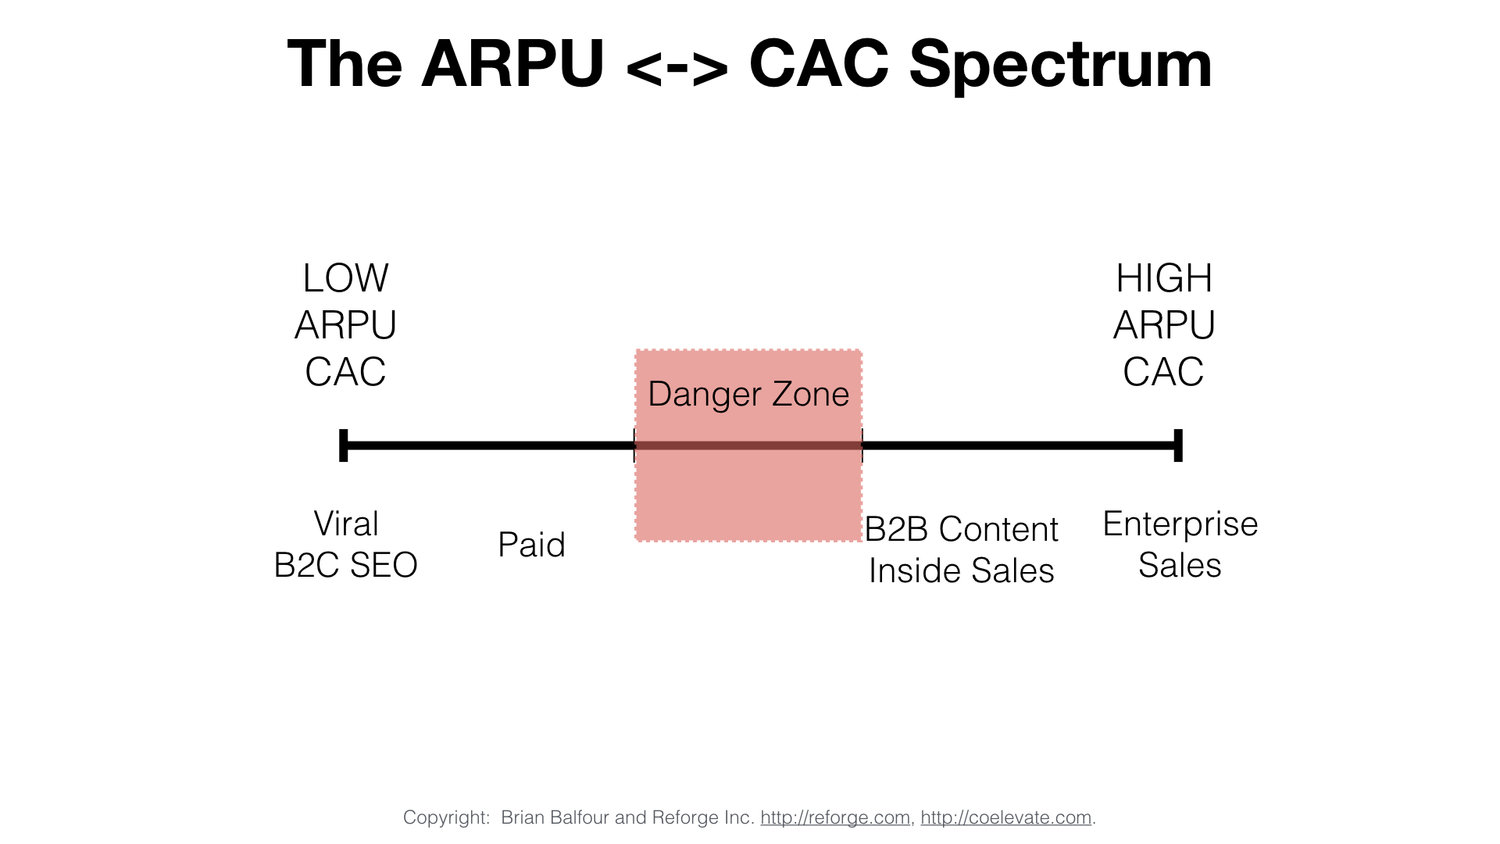 The ARPU <-> CAC Spectrum
LOW
ARPU
CAC
HIGH
ARPU
CAC
Danger Zone
Viral
B2C SEO
Paid
B2B Content
Inside Sales
Enterprise
Sales
Copyright:  Brian Balfour and Reforge Inc. http://reforge.com, http://coelevate.com.